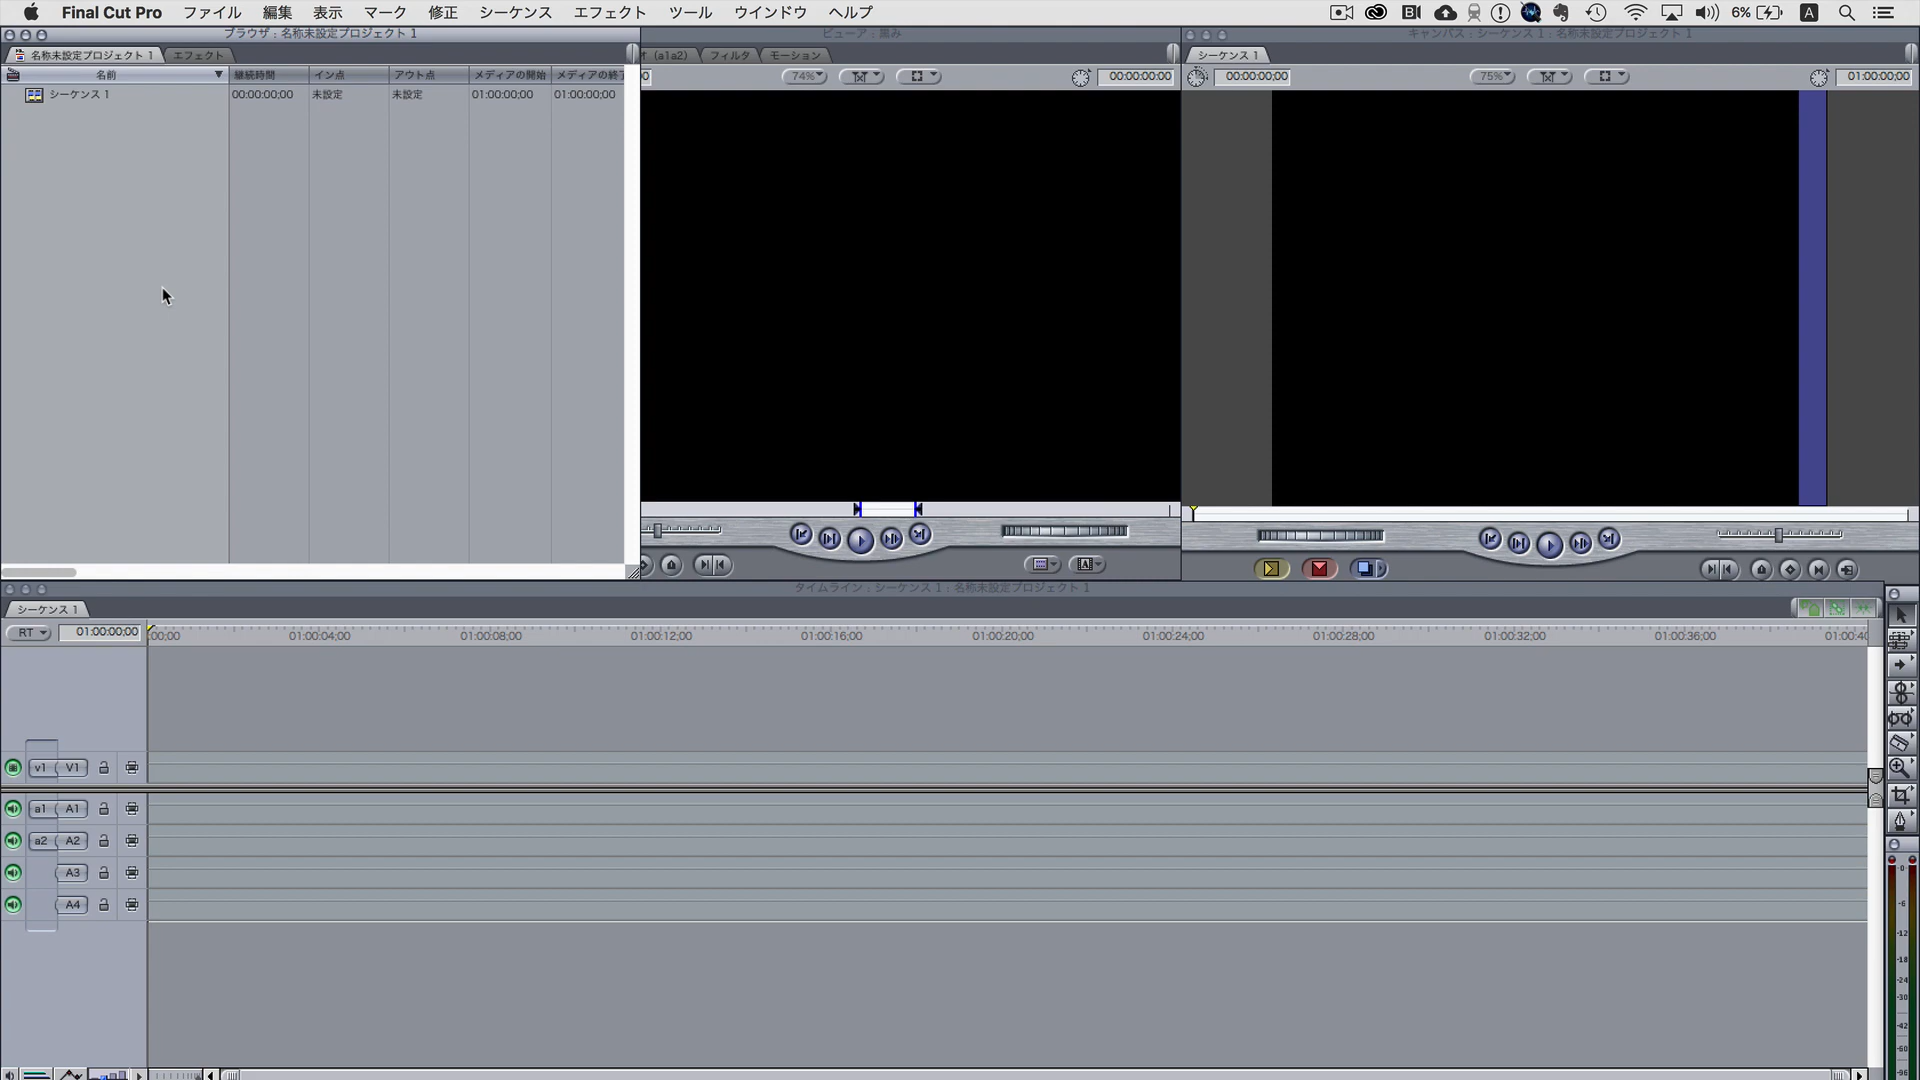 Final Cut Pro ファイル 編集 表示 マーク 修正 シーケンス エフェクト ツール ウインドウ ヘルプ 6% A
ブラウザ：名称未設定プロジェクト 1
ビューア：黒み
キャンバス：シーケンス 1：名称未設定プロジェクト 1
名称未設定プロジェクト 1 エフェクト
(a1a2) フィルタ モーション
シーケンス 1
名前 継続時間 イン点 アウト点 メディアの開始 メディアの終了
74% 00:00:00:00
00:00:00;00 75% 01:00:00;00
シーケンス 1 00:00:00;00 未設定 未設定 01:00:00;00 01:00:00;00
タイムライン：シーケンス 1：名称未設定プロジェクト 1
シーケンス 1
RT 01:00:00;00 :00;00 01:00:04;00 01:00:08;00 01:00:12;00 01:00:16;00 01:00:20;00 01:00:24;00 01:00:28;00 01:00:32;00 01:00:36;00 01:00:40
v1 V1
a1 A1
a2 A2
A3
A4
-0
-6
-12
-18
-24
-30
-42
-60
-96